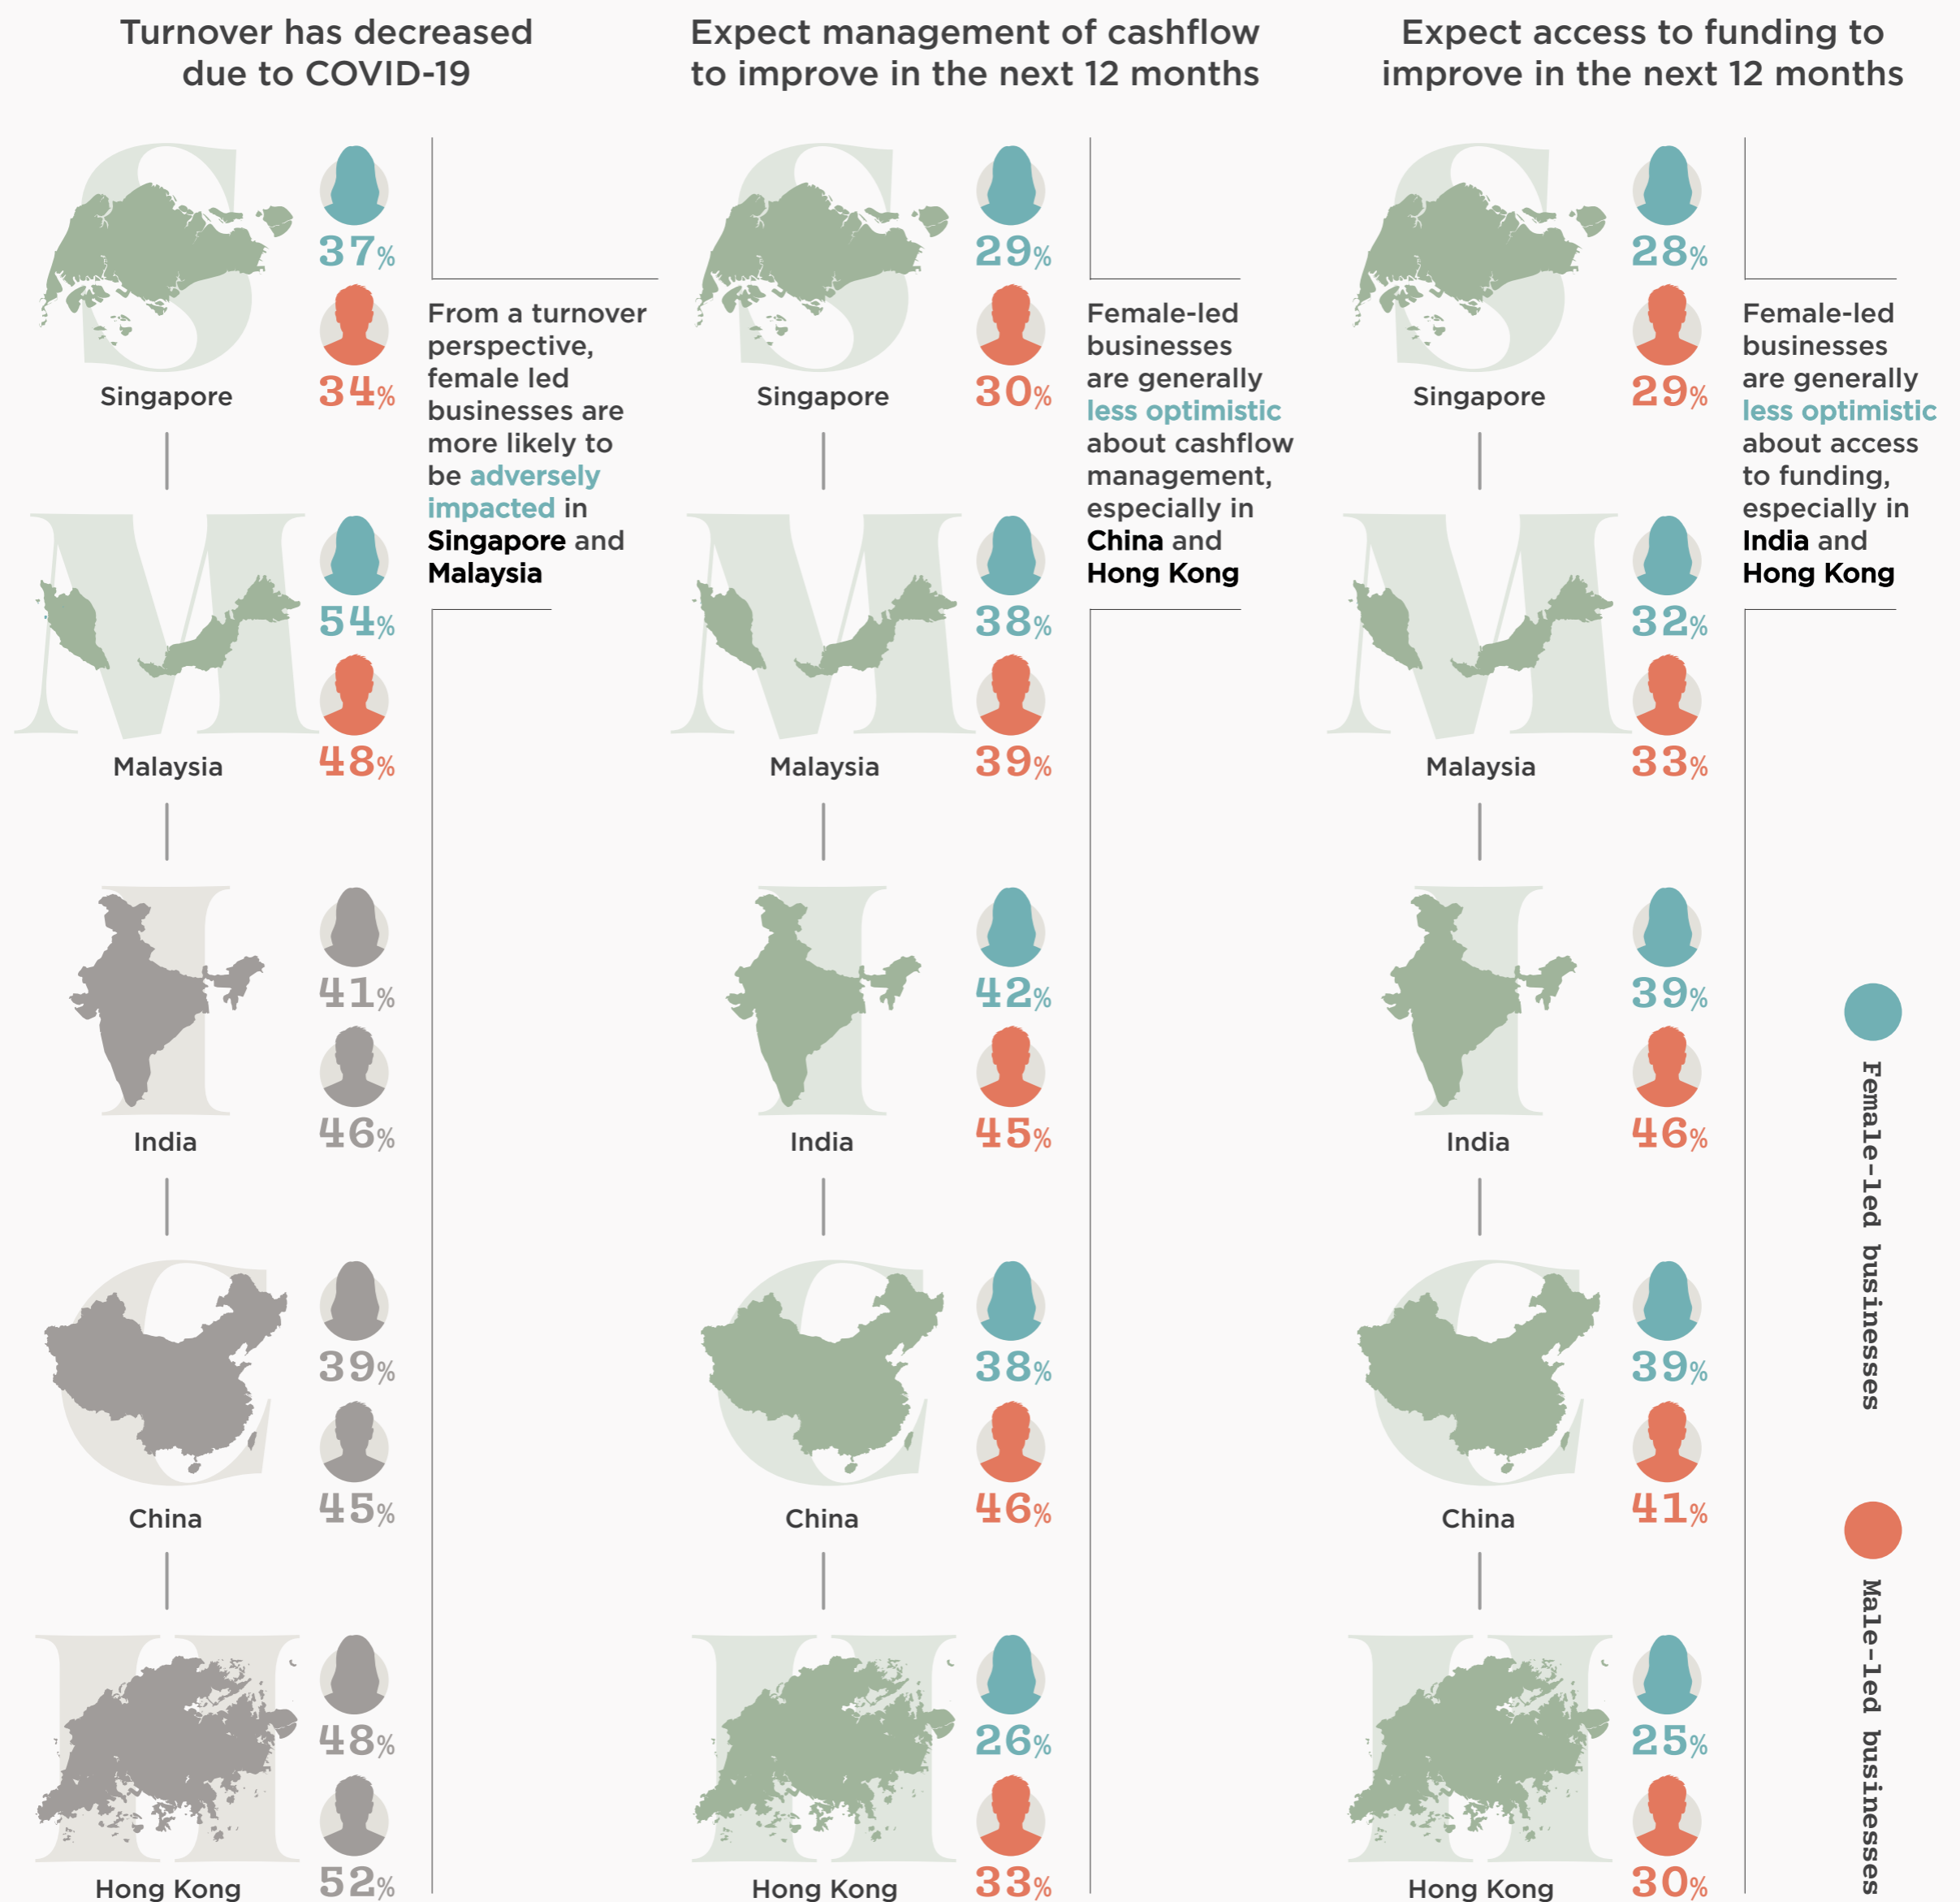 Turnover has decreased
due to COVID-19
S
37%
34%
Singapore
M
54%
48%
Malaysia
I
41%
46%
India
C
39%
45%
China
H
48%
52%
Hong Kong
From a turnover
perspective,
female led
businesses are
more likely to
be adversely
impacted in
Singapore and
Malaysia
Expect management of cashflow
to improve in the next 12 months
S
29%
30%
Singapore
M
38%
39%
Malaysia
I
42%
45%
India
C
38%
46%
China
H
26%
33%
Hong Kong
Female-led
businesses
are generally
less optimistic
about cashflow
management,
especially in
China and
Hong Kong
Expect access to funding to
improve in the next 12 months
S
28%
29%
Singapore
M
32%
33%
Malaysia
I
39%
46%
India
C
39%
41%
China
H
25%
30%
Hong Kong
Female-led
businesses
are generally
less optimistic
about access
to funding,
especially in
India and
Hong Kong
Female-led businesses
Male-led businesses